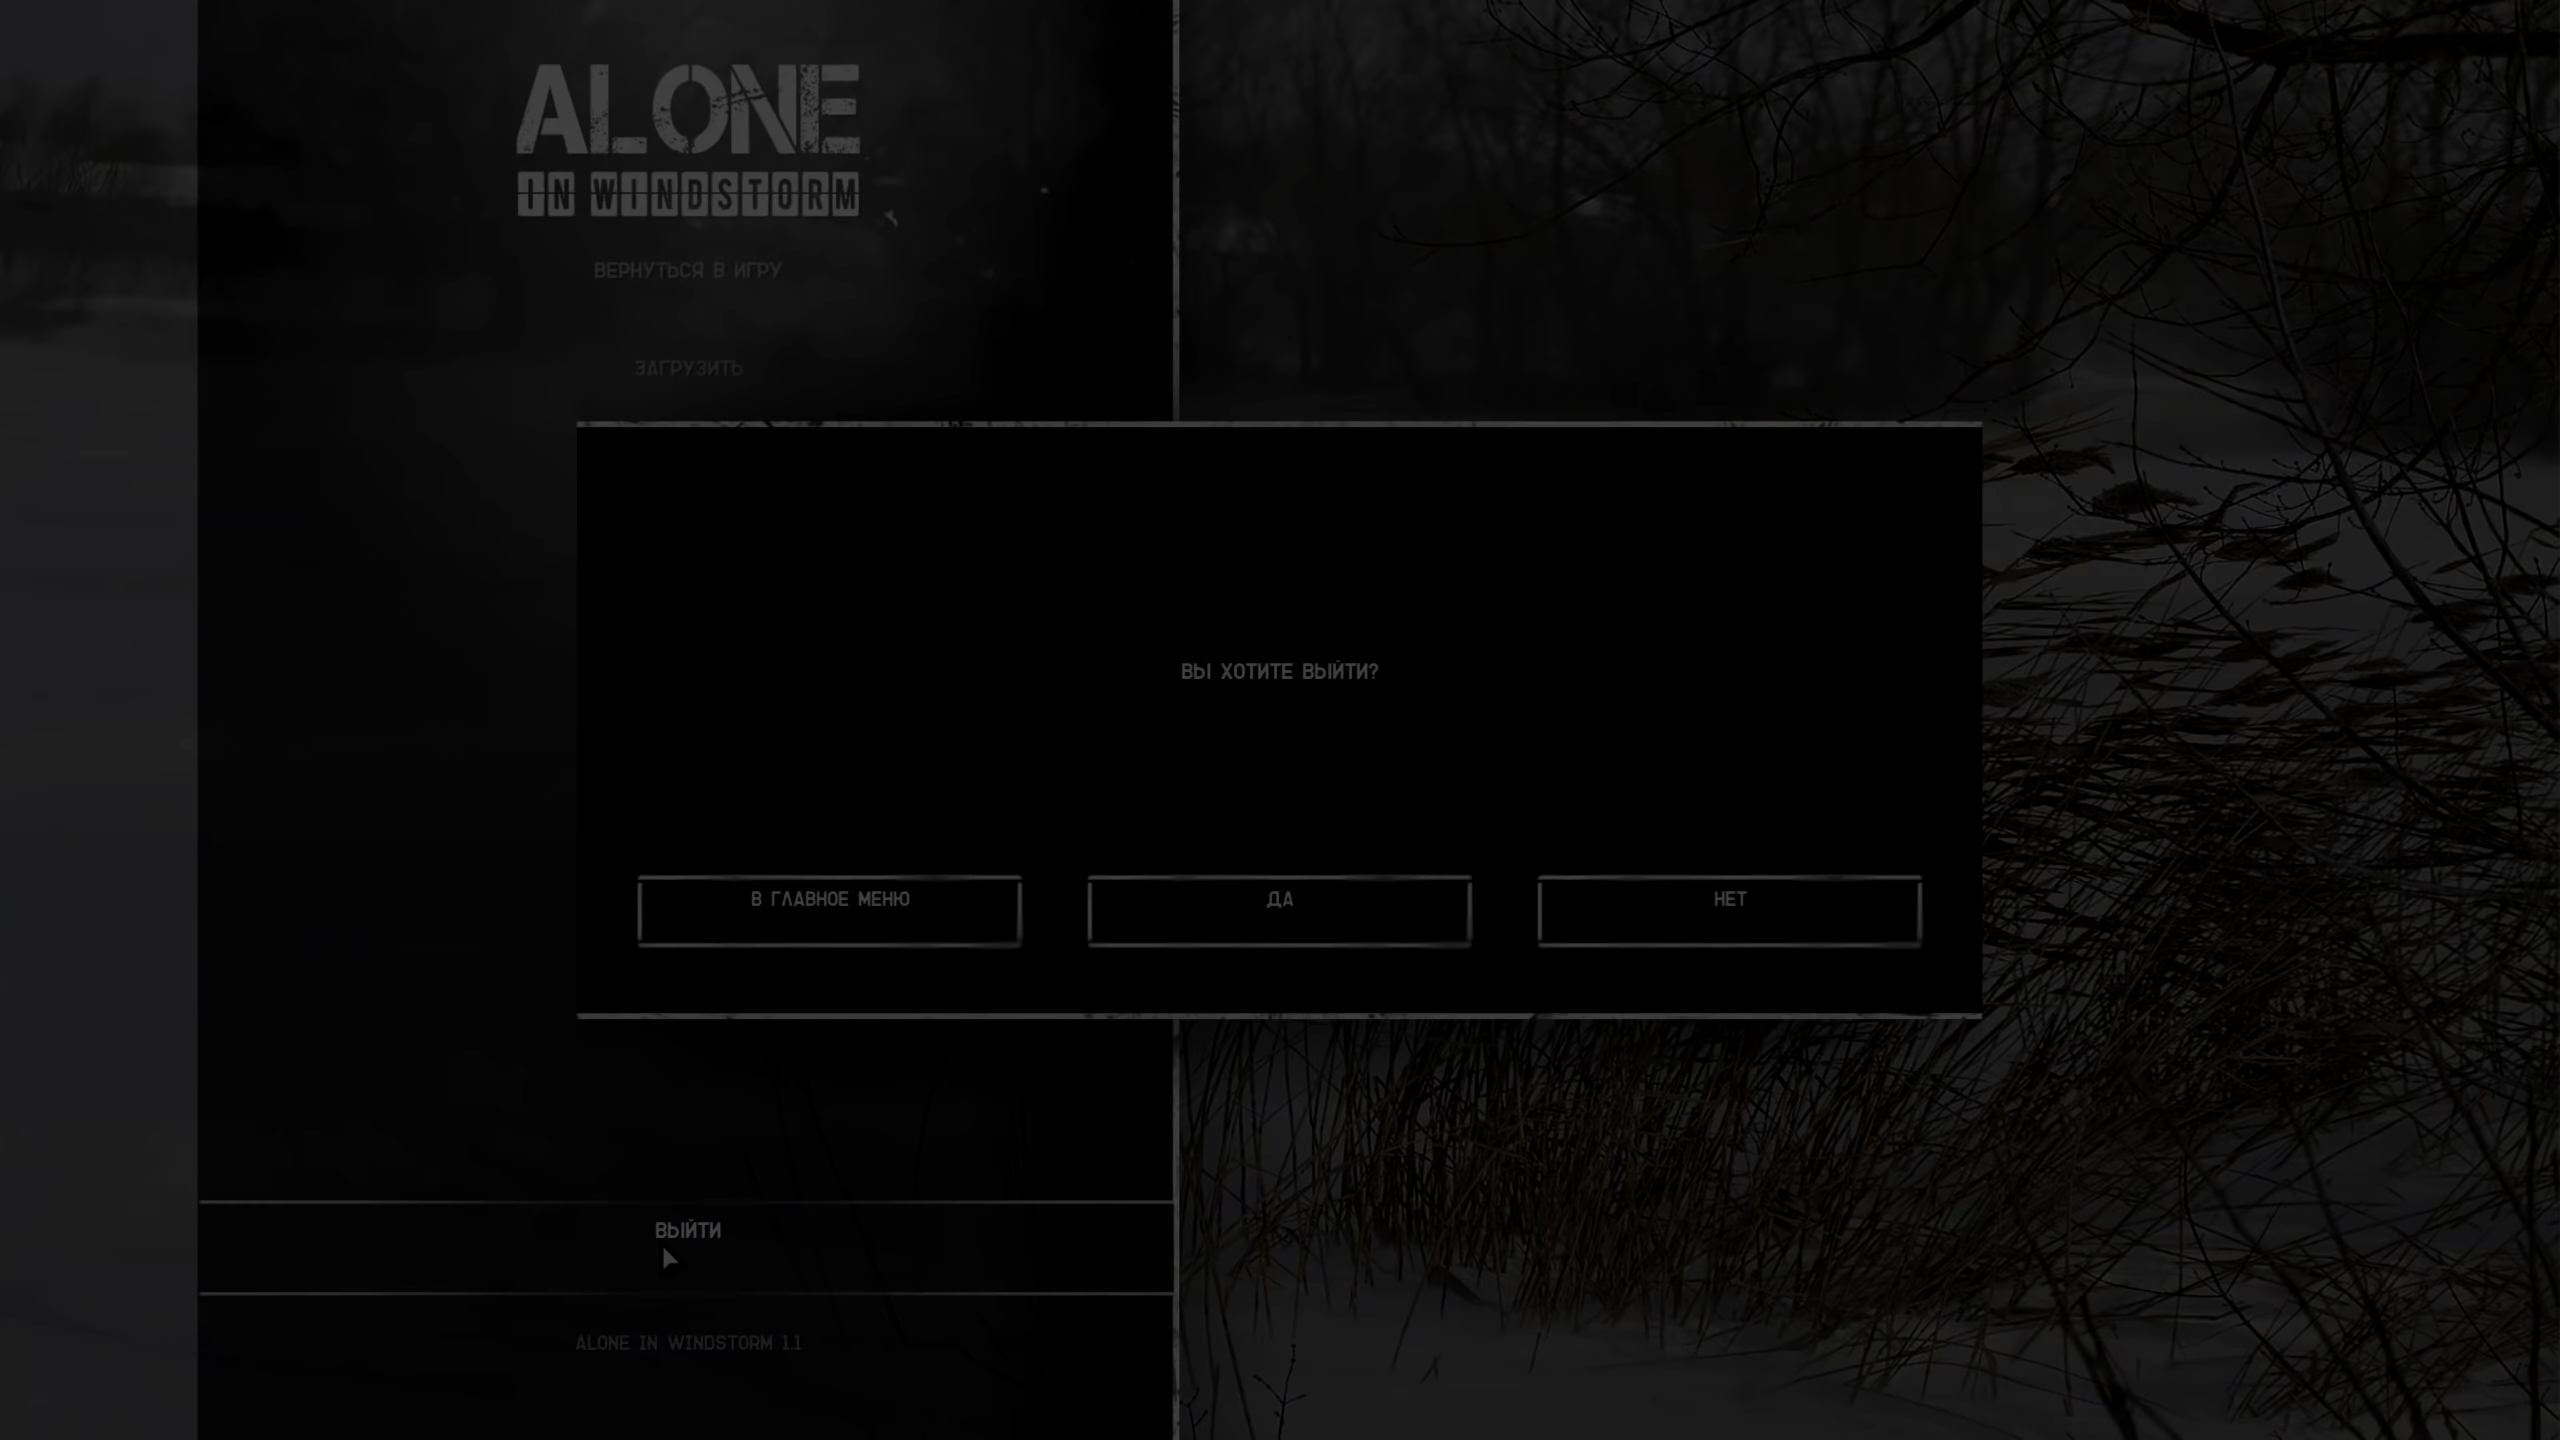 ALONE
IN WINDSTORM
ВЕРНУТЬСЯ В ИГРУ
ЗАГРУЗИТЬ
ВЫ ХОТИТЕ ВЫЙТИ?
В ГЛАВНОЕ МЕНЮ
ДА
НЕТ
ВЫЙТИ
ALONE IN WINDSTORM 1.1